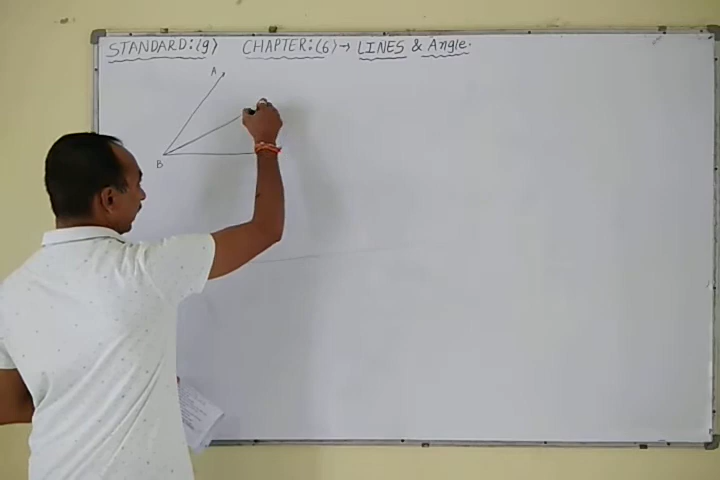 STANDARD:(9) CHAPTER:(6)→ LINES & Angle.
A
B